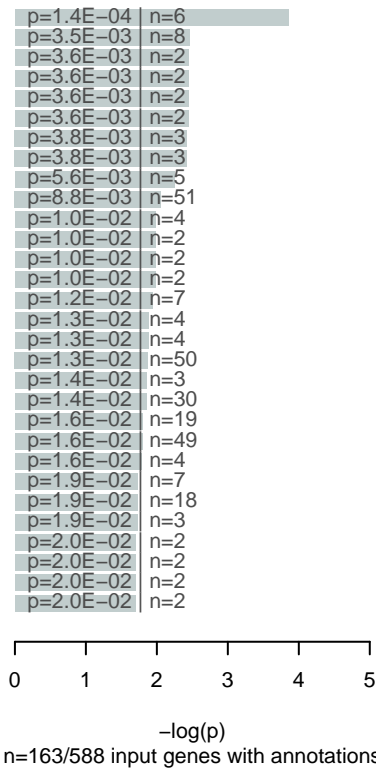 p=1.4E−04 n=6
p=3.5E−03 n=8
p=3.6E−03 n=2
p=3.6E−03 n=2
p=3.6E−03 n=2
p=3.6E−03 n=2
p=3.8E−03 n=3
p=3.8E−03 n=3
p=5.6E−03 n=5
p=8.8E−03 n=51
p=1.0E−02 n=4
p=1.0E−02 n=2
p=1.0E−02 n=2
p=1.0E−02 n=2
p=1.2E−02 n=7
p=1.3E−02 n=4
p=1.3E−02 n=4
p=1.3E−02 n=50
p=1.4E−02 n=3
p=1.4E−02 n=30
p=1.6E−02 n=19
p=1.6E−02 n=49
p=1.6E−02 n=4
p=1.9E−02 n=7
p=1.9E−02 n=18
p=1.9E−02 n=3
p=2.0E−02 n=2
p=2.0E−02 n=2
p=2.0E−02 n=2
p=2.0E−02 n=2
0 1 2 3 4 5
−log(p)
n=163/588 input genes with annotations